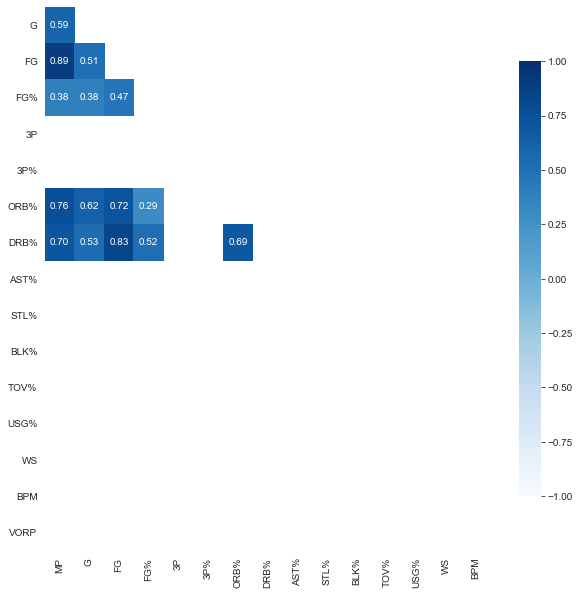 G 0.59
FG 0.89 0.51
FG% 0.38 0.38 0.47
3P
3P%
ORB% 0.76 0.62 0.72 0.29
DRB% 0.70 0.53 0.83 0.52 0.69
AST%
STL%
BLK%
TOV%
USG%
WS
BPM
VORP
MP G FG FG% 3P 3P% ORB% DRB% AST% STL% BLK% TOV% USG% WS BPM
1.00
0.75
0.50
0.25
0.00
−0.25
−0.50
−0.75
−1.00